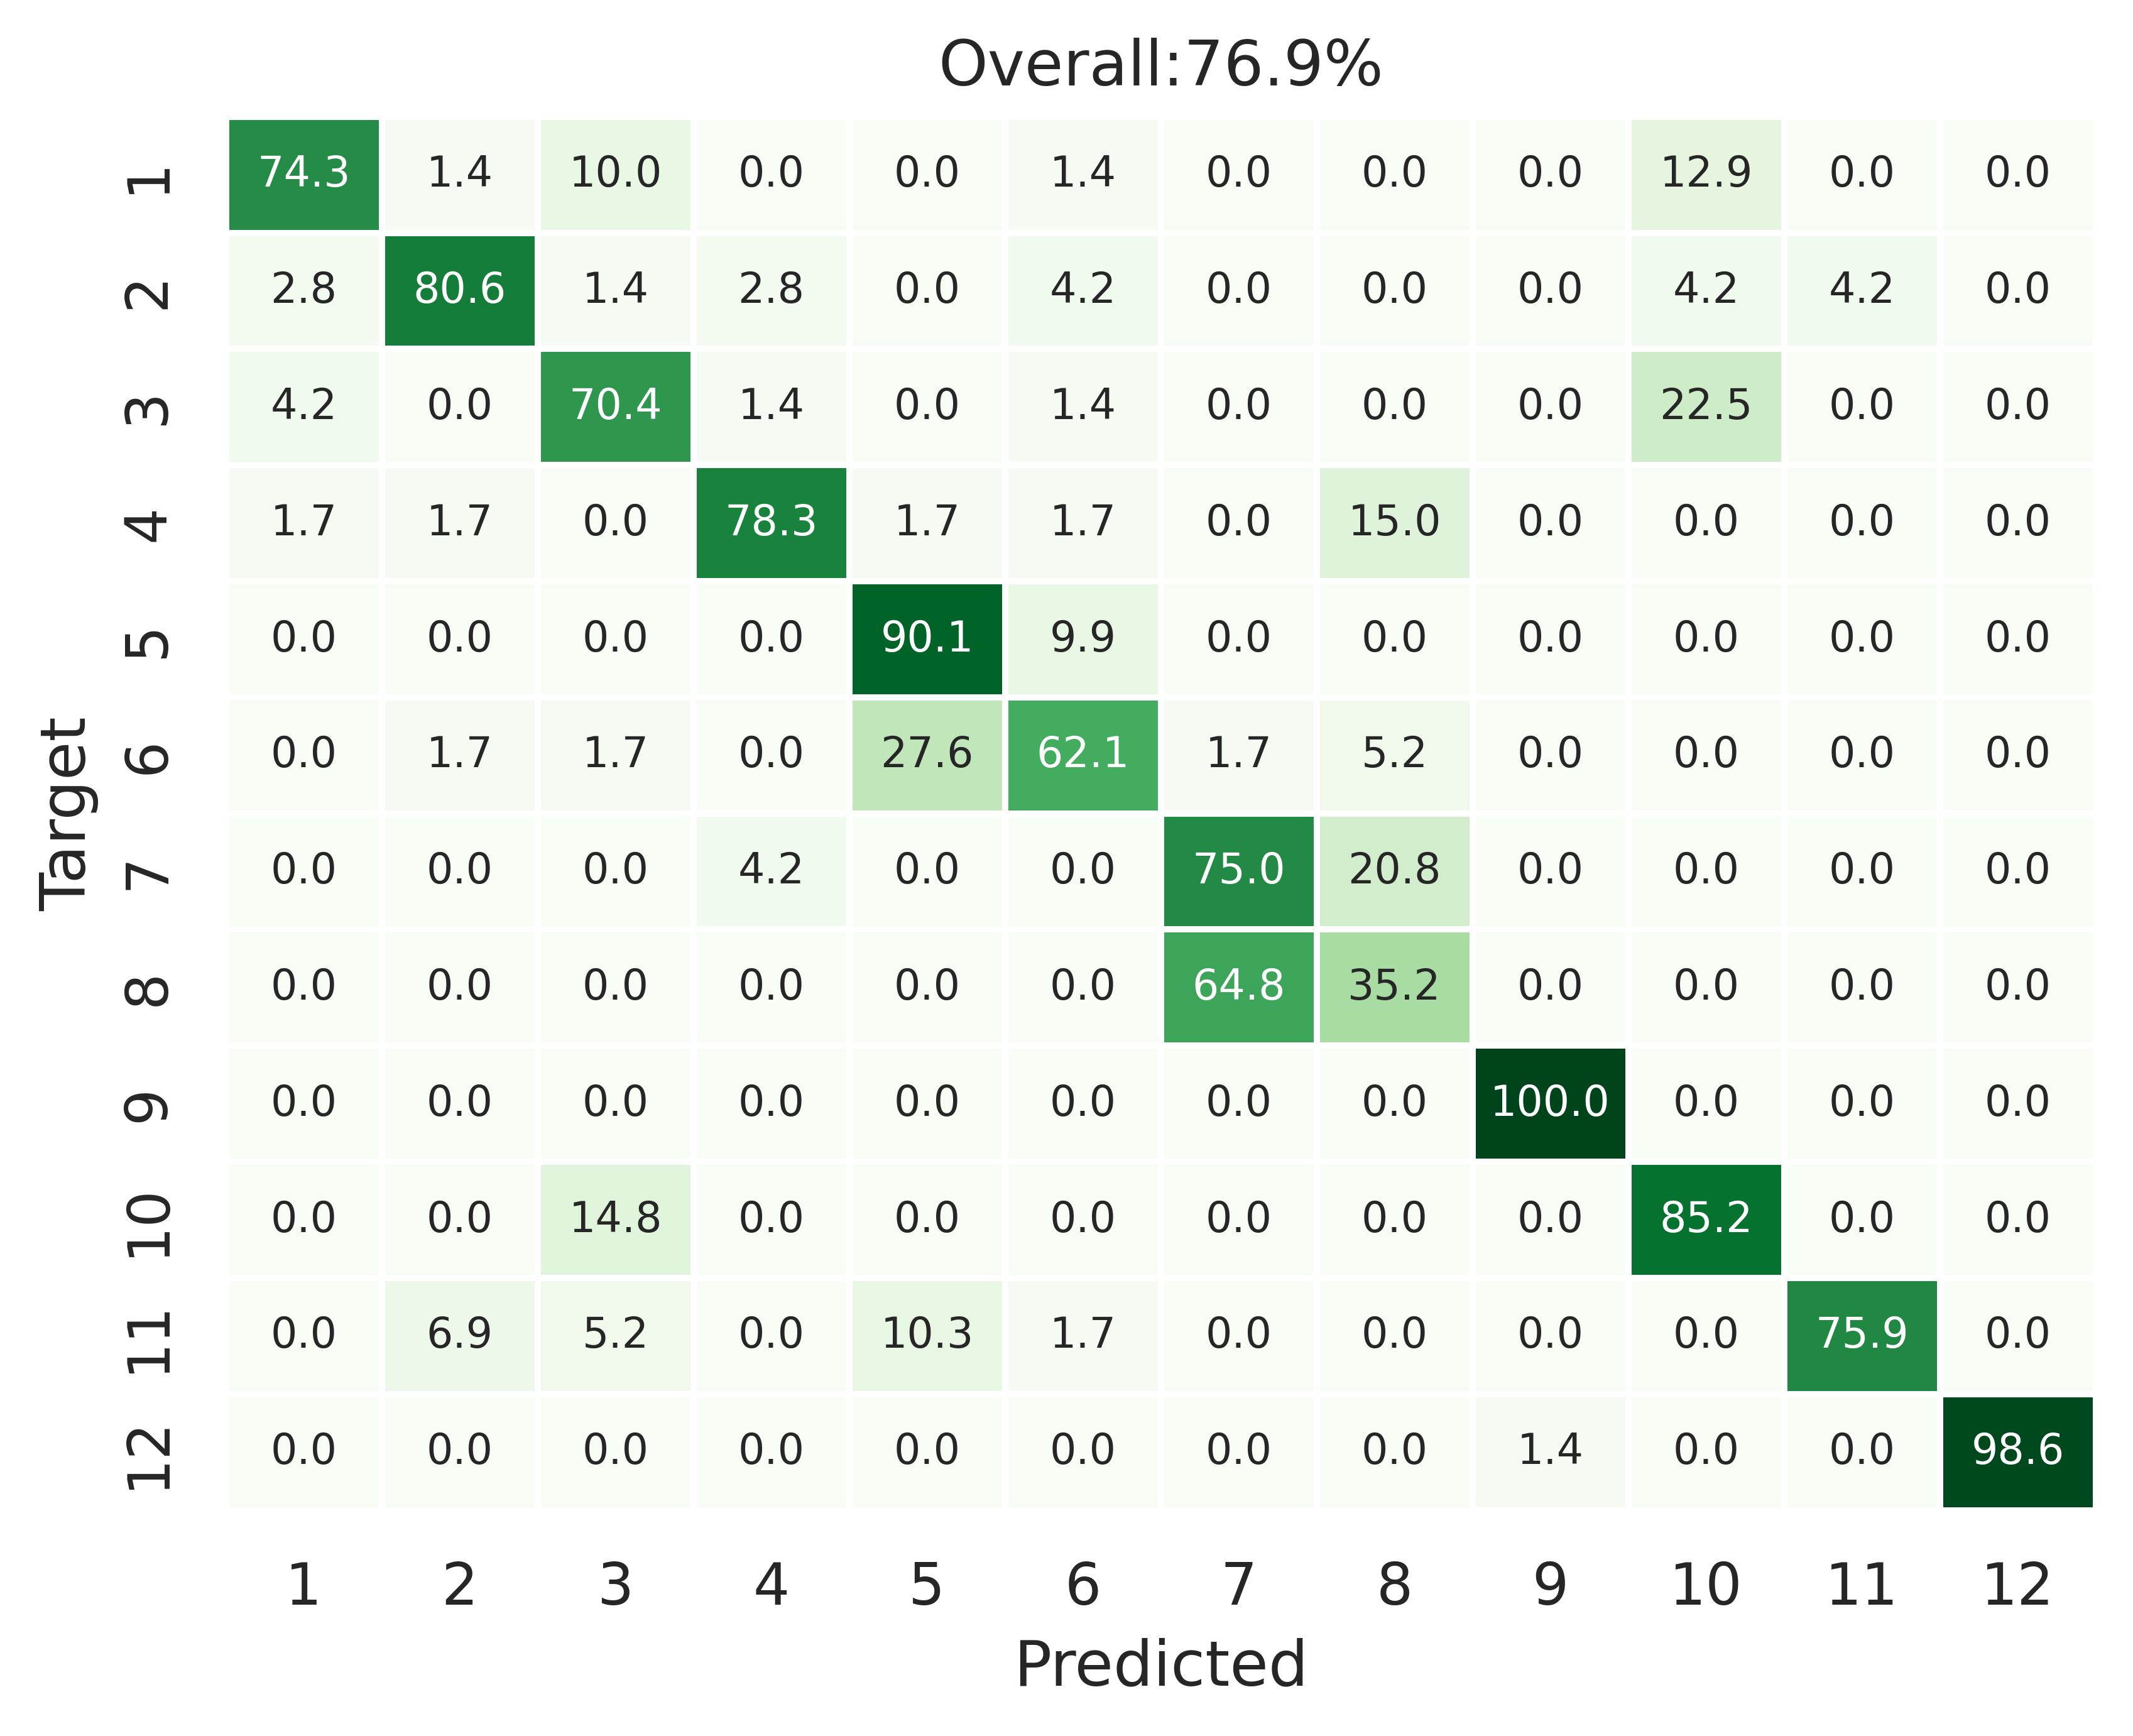 Overall:76.9%
1 74.3 1.4 10.0 0.0 0.0 1.4 0.0 0.0 0.0 12.9 0.0 0.0
2 2.8 80.6 1.4 2.8 0.0 4.2 0.0 0.0 0.0 4.2 4.2 0.0
3 4.2 0.0 70.4 1.4 0.0 1.4 0.0 0.0 0.0 22.5 0.0 0.0
4 1.7 1.7 0.0 78.3 1.7 1.7 0.0 15.0 0.0 0.0 0.0 0.0
5 0.0 0.0 0.0 0.0 90.1 9.9 0.0 0.0 0.0 0.0 0.0 0.0
6 0.0 1.7 1.7 0.0 27.6 62.1 1.7 5.2 0.0 0.0 0.0 0.0
7 0.0 0.0 0.0 4.2 0.0 0.0 75.0 20.8 0.0 0.0 0.0 0.0
8 0.0 0.0 0.0 0.0 0.0 0.0 64.8 35.2 0.0 0.0 0.0 0.0
9 0.0 0.0 0.0 0.0 0.0 0.0 0.0 0.0 100.0 0.0 0.0 0.0
10 0.0 0.0 14.8 0.0 0.0 0.0 0.0 0.0 0.0 85.2 0.0 0.0
11 0.0 6.9 5.2 0.0 10.3 1.7 0.0 0.0 0.0 0.0 75.9 0.0
12 0.0 0.0 0.0 0.0 0.0 0.0 0.0 0.0 1.4 0.0 0.0 98.6
1 2 3 4 5 6 7 8 9 10 11 12
Predicted
Target